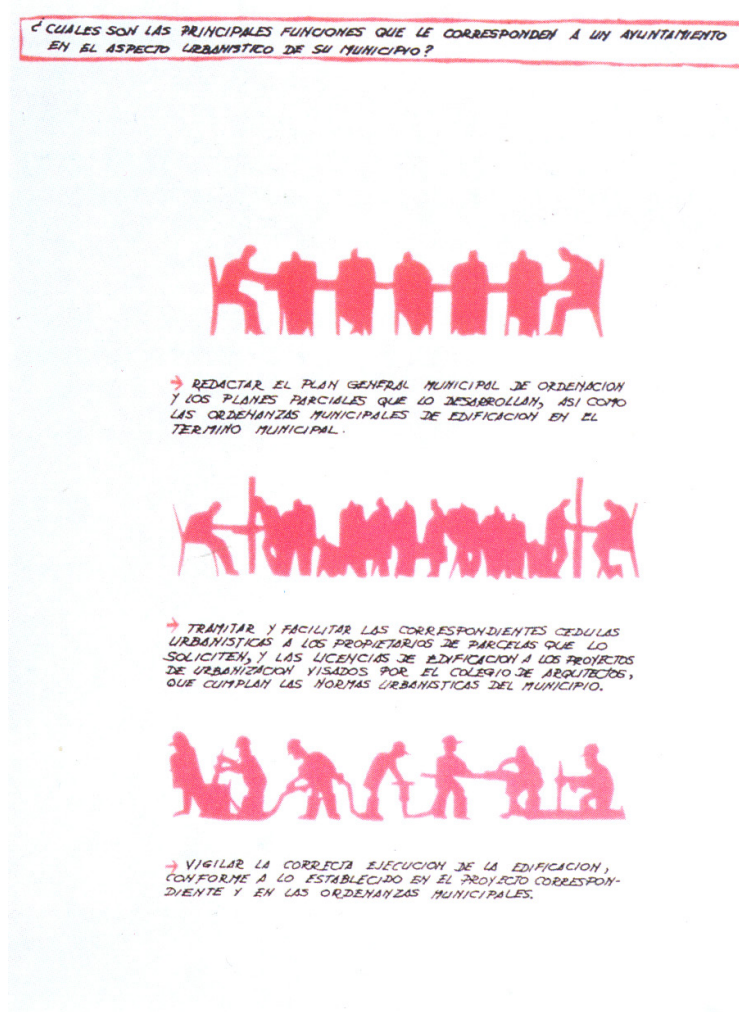 ¿CUALES SON LAS PRINCIPALES FUNCIONES QUE LE CORRESPONDEN A UN AYUNTAMIENTO
EN EL ASPECTO URBANISTICO DE SU MUNICIPIO?
→ REDACTAR EL PLAN GENERAL MUNICIPAL DE ORDENACION
Y LOS PLANES PARCIALES QUE LO DESARROLLAN, ASI COMO
LAS ORDENANZAS MUNICIPALES DE EDIFICACION EN EL
TERMINO MUNICIPAL.
→ TRAMITAR Y FACILITAR LAS CORRESPONDIENTES CEDULAS
URBANISTICAS A LOS PROPIETARIOS DE PARCELAS QUE LO
SOLICITEN, Y LAS LICENCIAS DE EDIFICACION A LOS PROYECTOS
DE URBANIZACION VISADOS POR EL COLEGIO DE ARQUITECTOS,
QUE CUMPLAN LAS NORMAS URBANISTICAS DEL MUNICIPIO.
→ VIGILAR LA CORRECTA EJECUCION DE LA EDIFICACION,
CONFORME A LO ESTABLECIDO EN EL PROYECTO CORRESPON-
DIENTE Y EN LAS ORDENANZAS MUNICIPALES.